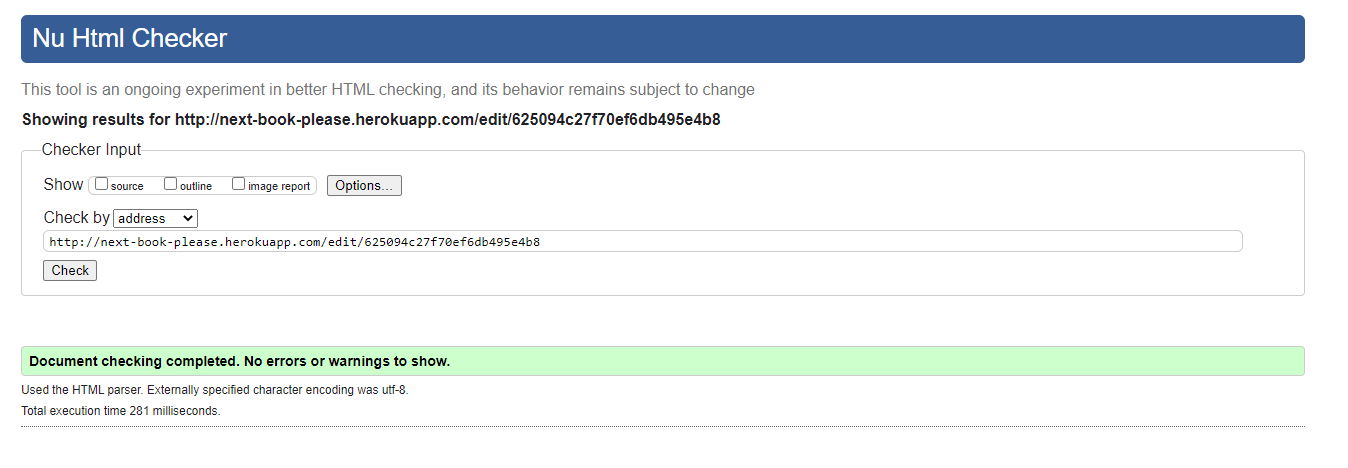 Nu Html Checker
This tool is an ongoing experiment in better HTML checking, and its behavior remains subject to change
Showing results for http://next-book-please.herokuapp.com/edit/625094c27f70ef6db495e4b8
Checker Input
Show source outline image report Options...
Check by address
http://next-book-please.herokuapp.com/edit/625094c27f70ef6db495e4b8
Check
Document checking completed. No errors or warnings to show.
Used the HTML parser. Externally specified character encoding was utf-8.
Total execution time 281 milliseconds.